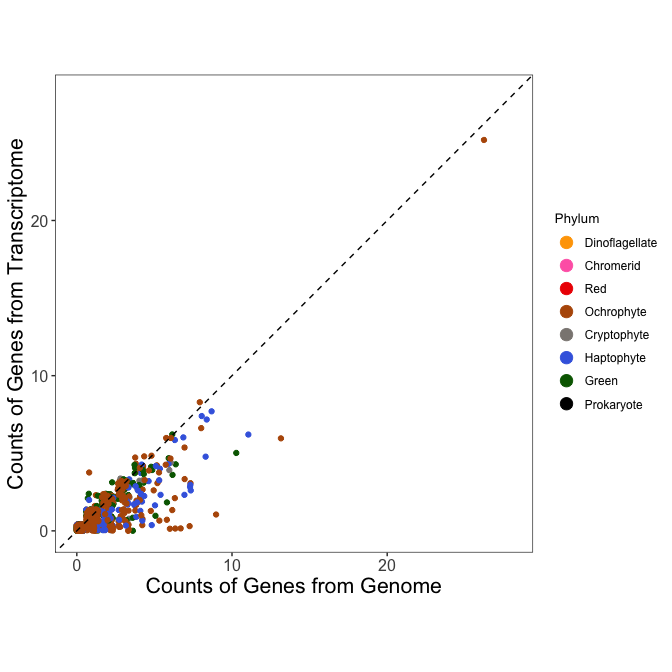 Counts of Genes from Transcriptome
20
10
0
0
10
20
Counts of Genes from Genome
Phylum
Dinoflagellate
Chromerid
Red
Ochrophyte
Cryptophyte
Haptophyte
Green
Prokaryote